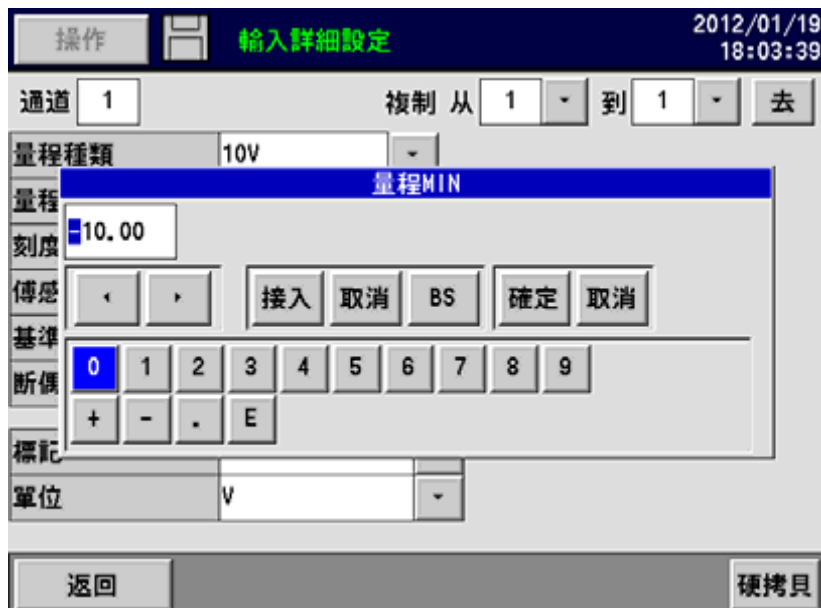 操作 輸入詳細設定 2012/01/19
18:03:39
通道 1 複制 从 1 到 1 去
量程種類 10V
量程MIN
量程
-10.00
刻度
傳感
接入 取消 BS 確定 取消
基準
0 1 2 3 4 5 6 7 8 9
断偶
+ - . E
標記
單位 V
返回 硬拷貝